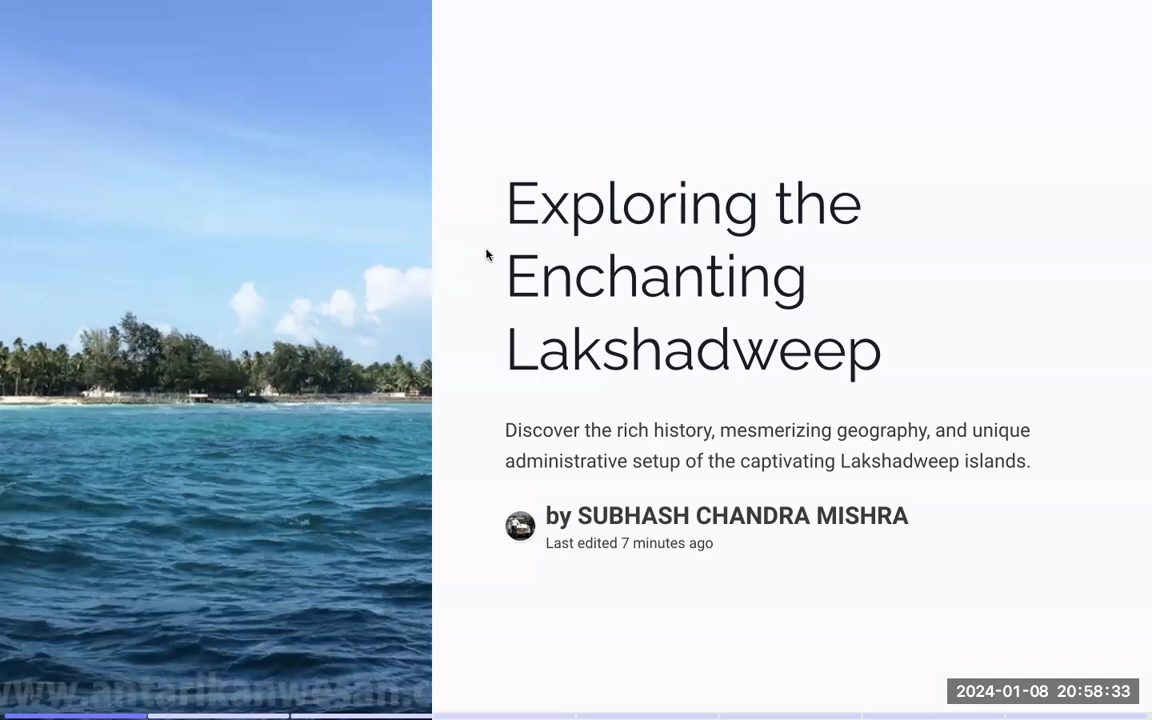 Exploring the
Enchanting
Lakshadweep
Discover the rich history, mesmerizing geography, and unique
administrative setup of the captivating Lakshadweep islands.
by SUBHASH CHANDRA MISHRA
Last edited 7 minutes ago
2024-01-08 20:58:33